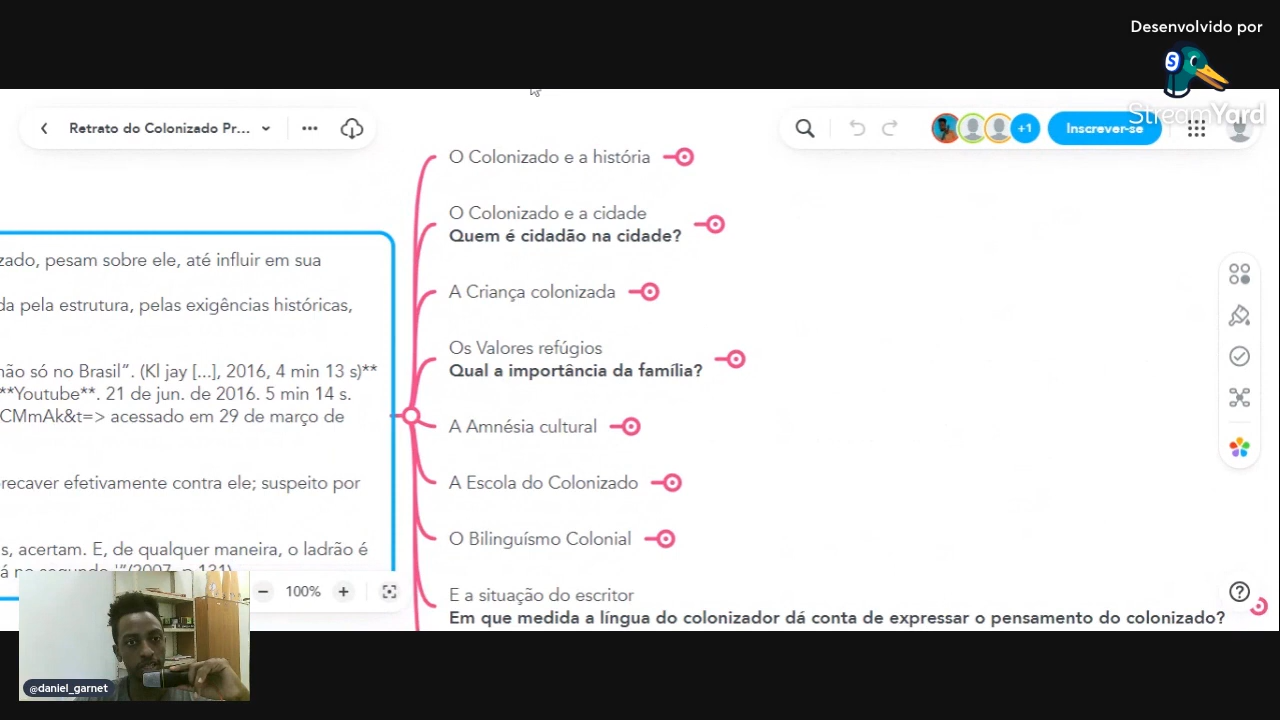 Desenvolvido por
StreamYard
Retrato do Colonizado Pr...
+1
Inscrever-se
O Colonizado e a história
O Colonizado e a cidade
Quem é cidadão na cidade?
zado, pesam sobre ele, até influir em sua
A Criança colonizada
da pela estrutura, pelas exigências históricas,
Os Valores refúgios
Qual a importância da família?
não só no Brasil”. (Kl jay [...], 2016, 4 min 13 s)**
**Youtube**. 21 de jun. de 2016. 5 min 14 s.
CMmAk&t=> acessado em 29 de março de
A Amnésia cultural
A Escola do Colonizado
recaver efetivamente contra ele; suspeito por
O Bilinguísmo Colonial
s, acertam. E, de qualquer maneira, o ladrão é
100%
E a situação do escritor
Em que medida a língua do colonizador dá conta de expressar o pensamento do colonizado?
@daniel_garnet